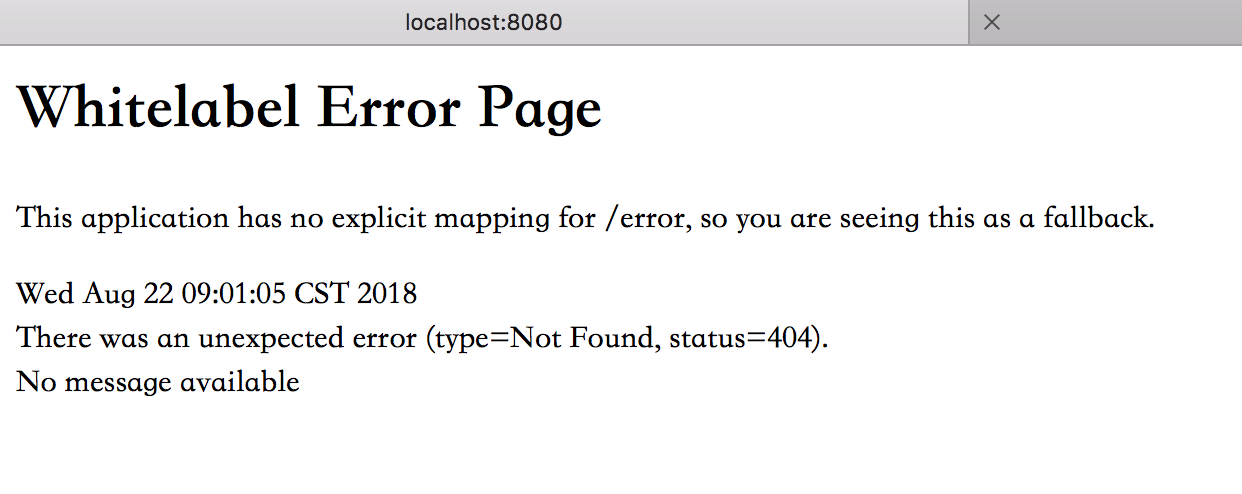 localhost:8080
Whitelabel Error Page
This application has no explicit mapping for /error, so you are seeing this as a fallback.
Wed Aug 22 09:01:05 CST 2018
There was an unexpected error (type=Not Found, status=404).
No message available